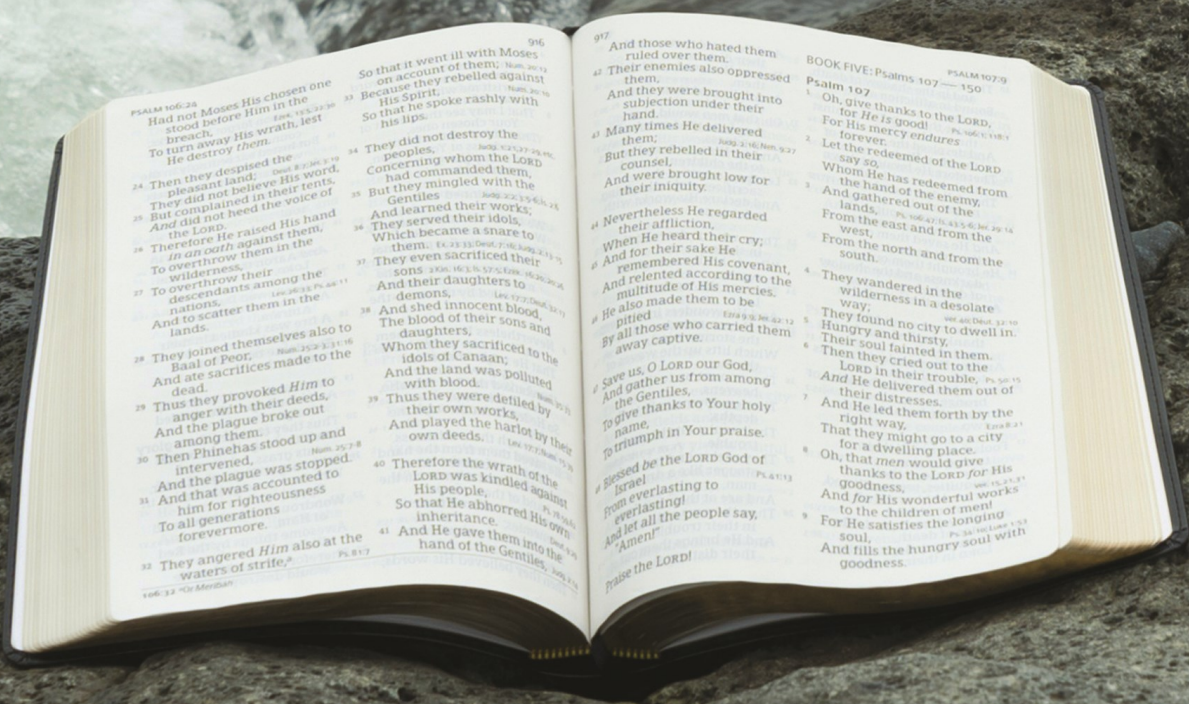 916
PSALM 106:24
Had not Moses His chosen one
stood before Him in the
breach,
To turn away His wrath, lest
He destroy them.
24 Then they despised the
pleasant land;
They did not believe His word,
25 But complained in their tents,
And did not heed the voice of
the LORD.
26 Therefore He raised His hand
in an oath against them,
To overthrow them in the
wilderness,
27 To overthrow their
descendants among the
nations,
And to scatter them in the
lands.
28 They joined themselves also to
Baal of Peor,
And ate sacrifices made to the
dead.
29 Thus they provoked Him to
anger with their deeds,
And the plague broke out
among them.
30 Then Phinehas stood up and
intervened, Num. 25:7-8
And the plague was stopped.
31 And that was accounted to
him for righteousness
To all generations
forevermore.
32 They angered Him also at the
waters of strife,a Ps. 81:7
106:32 aOr Meribah
So that it went ill with Moses
on account of them;
33 Because they rebelled against
His Spirit,
So that he spoke rashly with
his lips.
34 They did not destroy the
peoples,
Concerning whom the LORD
had commanded them,
35 But they mingled with the
Gentiles
And learned their works;
36 They served their idols,
Which became a snare to
them.
37 They even sacrificed their
sons
And their daughters to
demons,
38 And shed innocent blood,
The blood of their sons and
daughters,
Whom they sacrificed to the
idols of Canaan;
And the land was polluted
with blood.
39 Thus they were defiled by
their own works,
And played the harlot by their
own deeds.
40 Therefore the wrath of the
LORD was kindled against
His people,
So that He abhorred His own
inheritance.
41 And He gave them into the
hand of the Gentiles,
917
And those who hated them
ruled over them.
42 Their enemies also oppressed
them,
And they were brought into
subjection under their
hand.
43 Many times He delivered
them;
But they rebelled in their
counsel,
And were brought low for
their iniquity.
44 Nevertheless He regarded
their affliction,
When He heard their cry;
45 And for their sake He
remembered His covenant,
And relented according to the
multitude of His mercies.
46 He also made them to be
pitied
By all those who carried them
away captive.
47 Save us, O LORD our God,
And gather us from among
the Gentiles,
To give thanks to Your holy
name,
To triumph in Your praise.
48 Blessed be the LORD God of
Israel Ps. 41:13
From everlasting to
everlasting!
And let all the people say,
"Amen!"
Praise the LORD!
PSALM 107:9
BOOK FIVE: Psalms 107—150
Psalm 107
1 Oh, give thanks to the LORD,
for He is good!
For His mercy endures
forever.
2 Let the redeemed of the LORD
say so,
Whom He has redeemed from
the hand of the enemy,
3 And gathered out of the
lands,
From the east and from the
west,
From the north and from the
south.
4 They wandered in the
wilderness in a desolate
way;
They found no city to dwell in.
5 Hungry and thirsty,
Their soul fainted in them.
6 Then they cried out to the
LORD in their trouble, Ps. 50:15
And He delivered them out of
their distresses.
7 And He led them forth by the
right way, Ezra 8:21
That they might go to a city
for a dwelling place.
8 Oh, that men would give
thanks to the LORD for His
goodness,
And for His wonderful works
to the children of men!
9 For He satisfies the longing
soul,
And fills the hungry soul with
goodness.